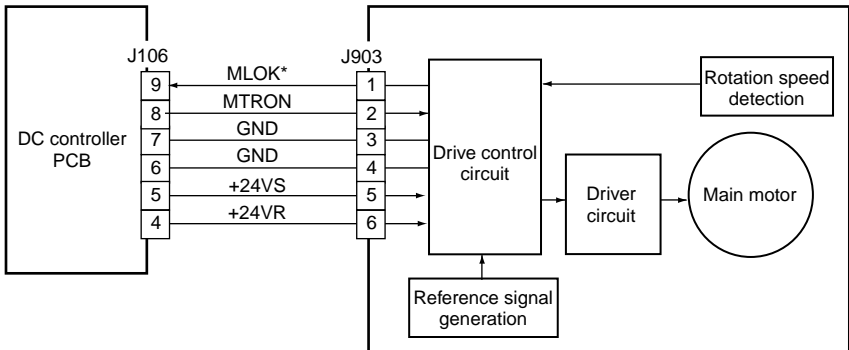 J106
J903
DC controller
PCB
9
MLOK*
1
8
MTRON
2
7
GND
3
6
GND
4
5
+24VS
5
4
+24VR
6
Drive control
circuit
Rotation speed
detection
Driver
circuit
Main motor
Reference signal
generation